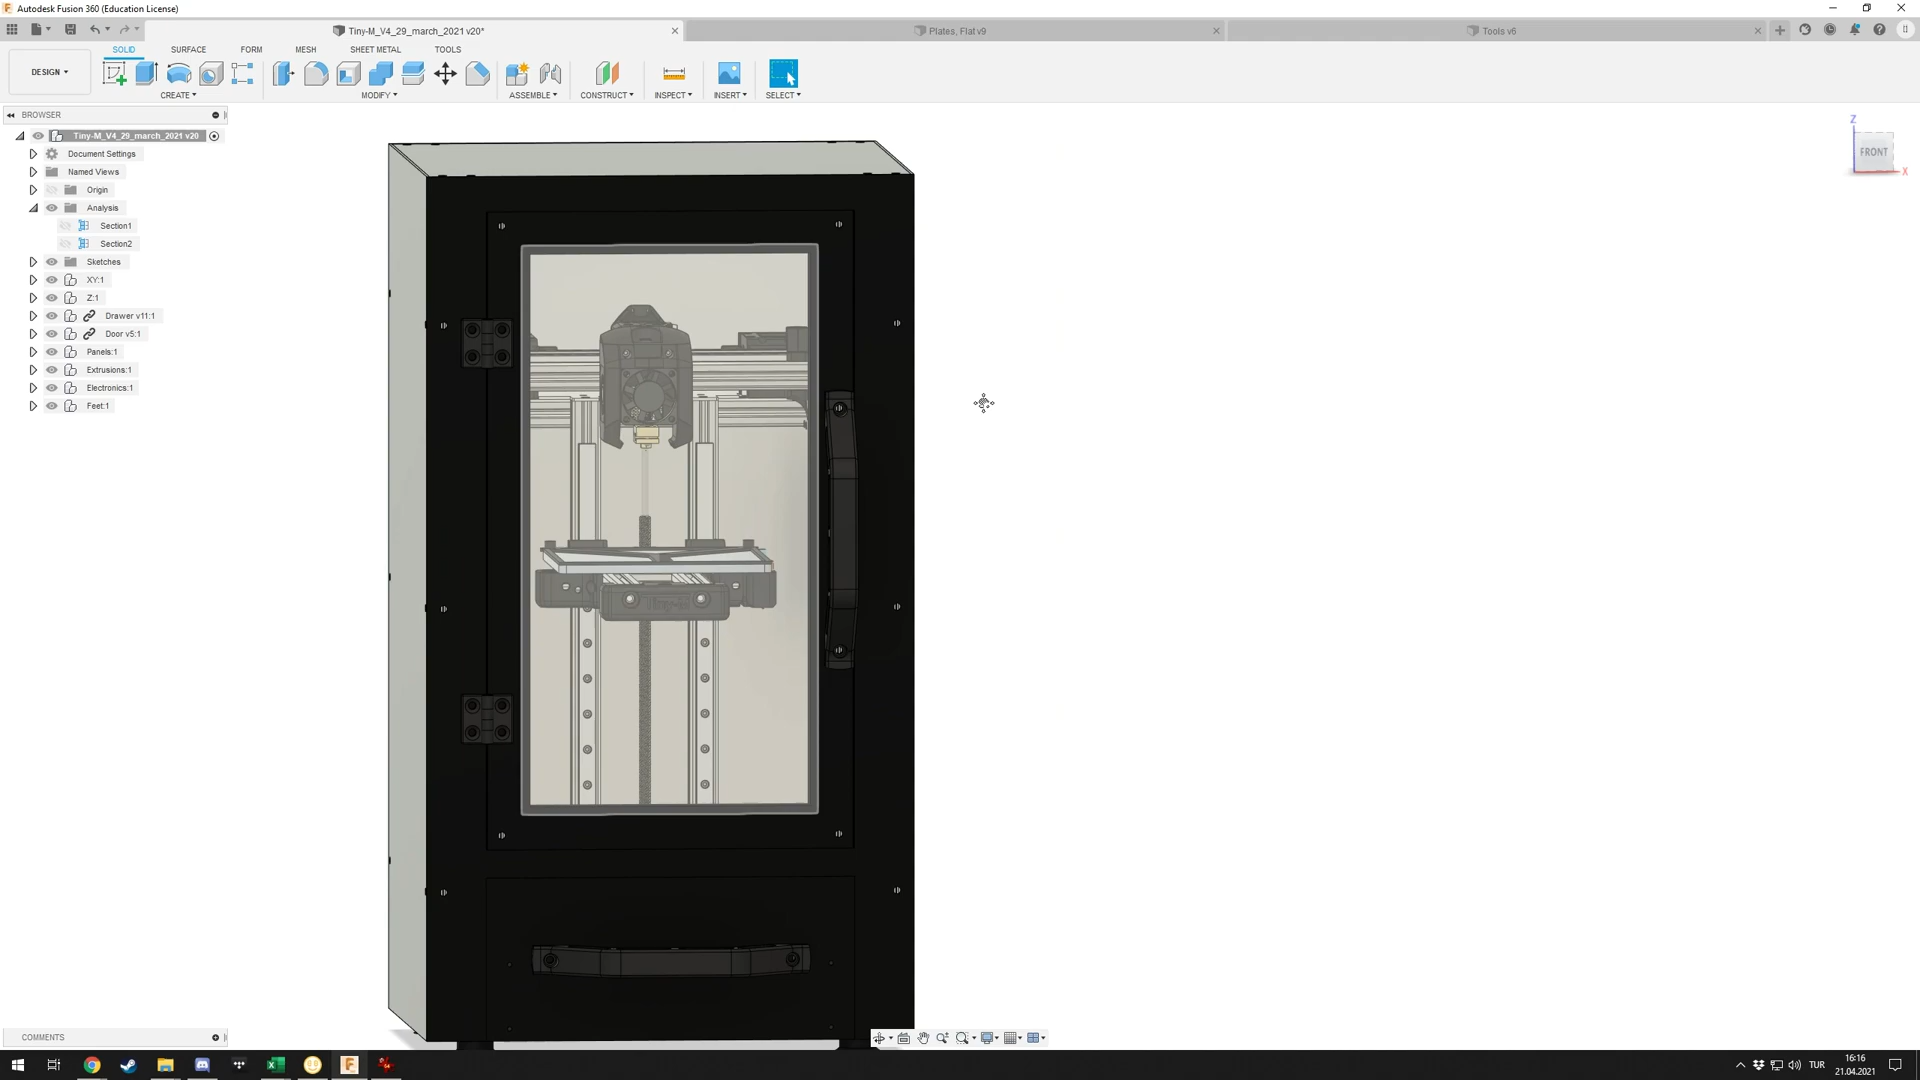 Autodesk Fusion 360 (Education License)
Tiny-M_V4_29_march_2021 v20*
Plates, Flat v9
Tools v6
DESIGN
SOLID
SURFACE
FORM
MESH
SHEET METAL
TOOLS
CREATE
MODIFY
ASSEMBLE
CONSTRUCT
INSPECT
INSERT
SELECT
BROWSER
Tiny-M_V4_29_march_2021 v20
Document Settings
Named Views
Origin
Analysis
Section1
Section2
Sketches
XY:1
Z:1
Drawer v11:1
Door v5:1
Panels:1
Extrusions:1
Electronics:1
Feet:1
Z
FRONT
X
Tiny-M
COMMENTS
TUR
16:16
21.04.2021